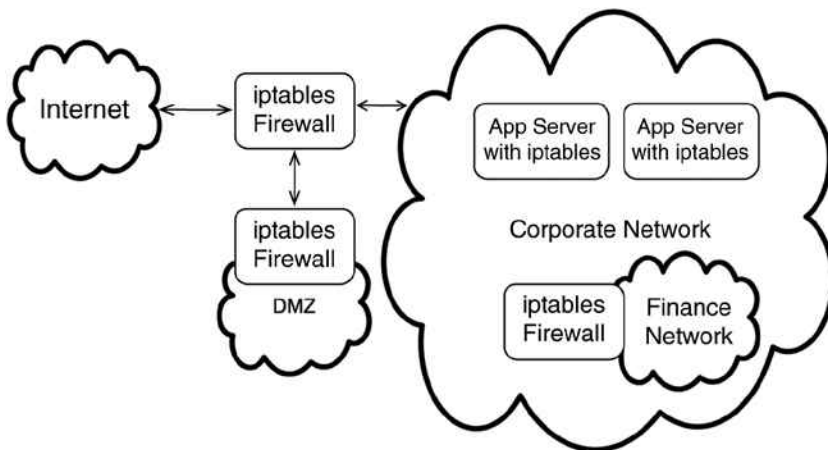 Internet
iptables
Firewall
iptables
Firewall
DMZ
App Server
with iptables
App Server
with iptables
Corporate Network
iptables
Firewall
Finance
Network